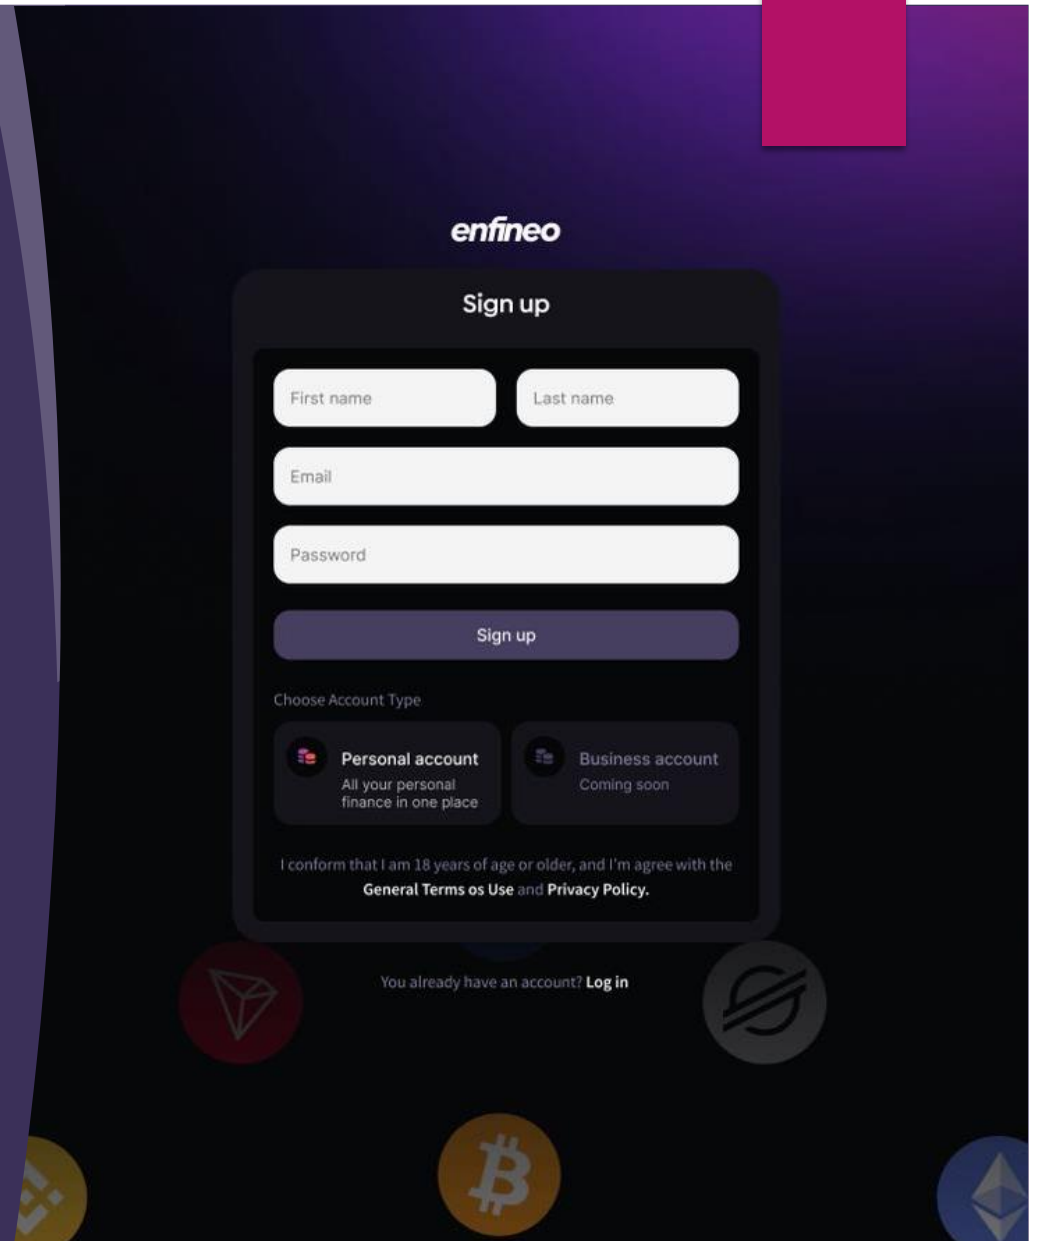 enfineo
Sign up
First name
Last name
Email
Password
Sign up
Choose Account Type
Personal account
All your personal
finance in one place
Business account
Coming soon
I conform that I am 18 years of age or older, and I'm agree with the
General Terms os Use and Privacy Policy.
You already have an account? Log in